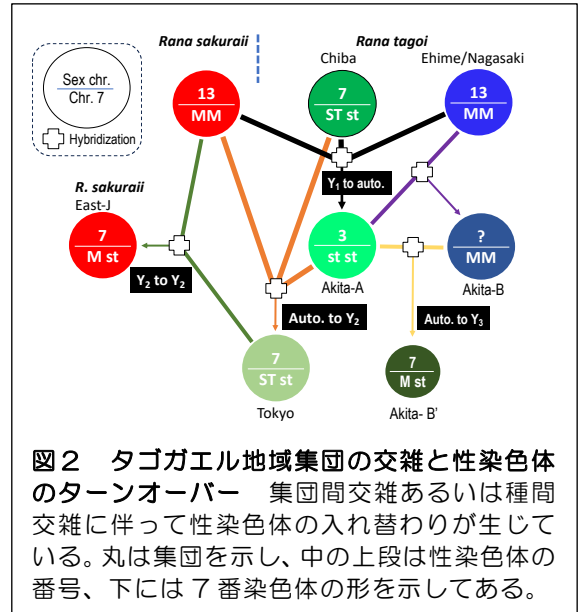 Rana sakuraii
Rana tagoi
Chiba
Ehime/Nagasaki
Sex chr.
Chr. 7
Hybridization
13
MM
7
ST st
13
MM
Y₁ to auto.
R. sakuraii
East-J
7
M st
3
st st
?
MM
Akita-A
Akita-B
Y₂ to Y₂
Auto. to Y₂
Auto. to Y₃
7
ST st
7
M st
Tokyo
Akita- B’
図２　タゴガエル地域集団の交雑と性染色体
のターンオーバー　集団間交雑あるいは種間
交雑に伴って性染色体の入れ替わりが生じて
いる。丸は集団を示し、中の上段は性染色体の
番号、下には 7 番染色体の形を示してある。